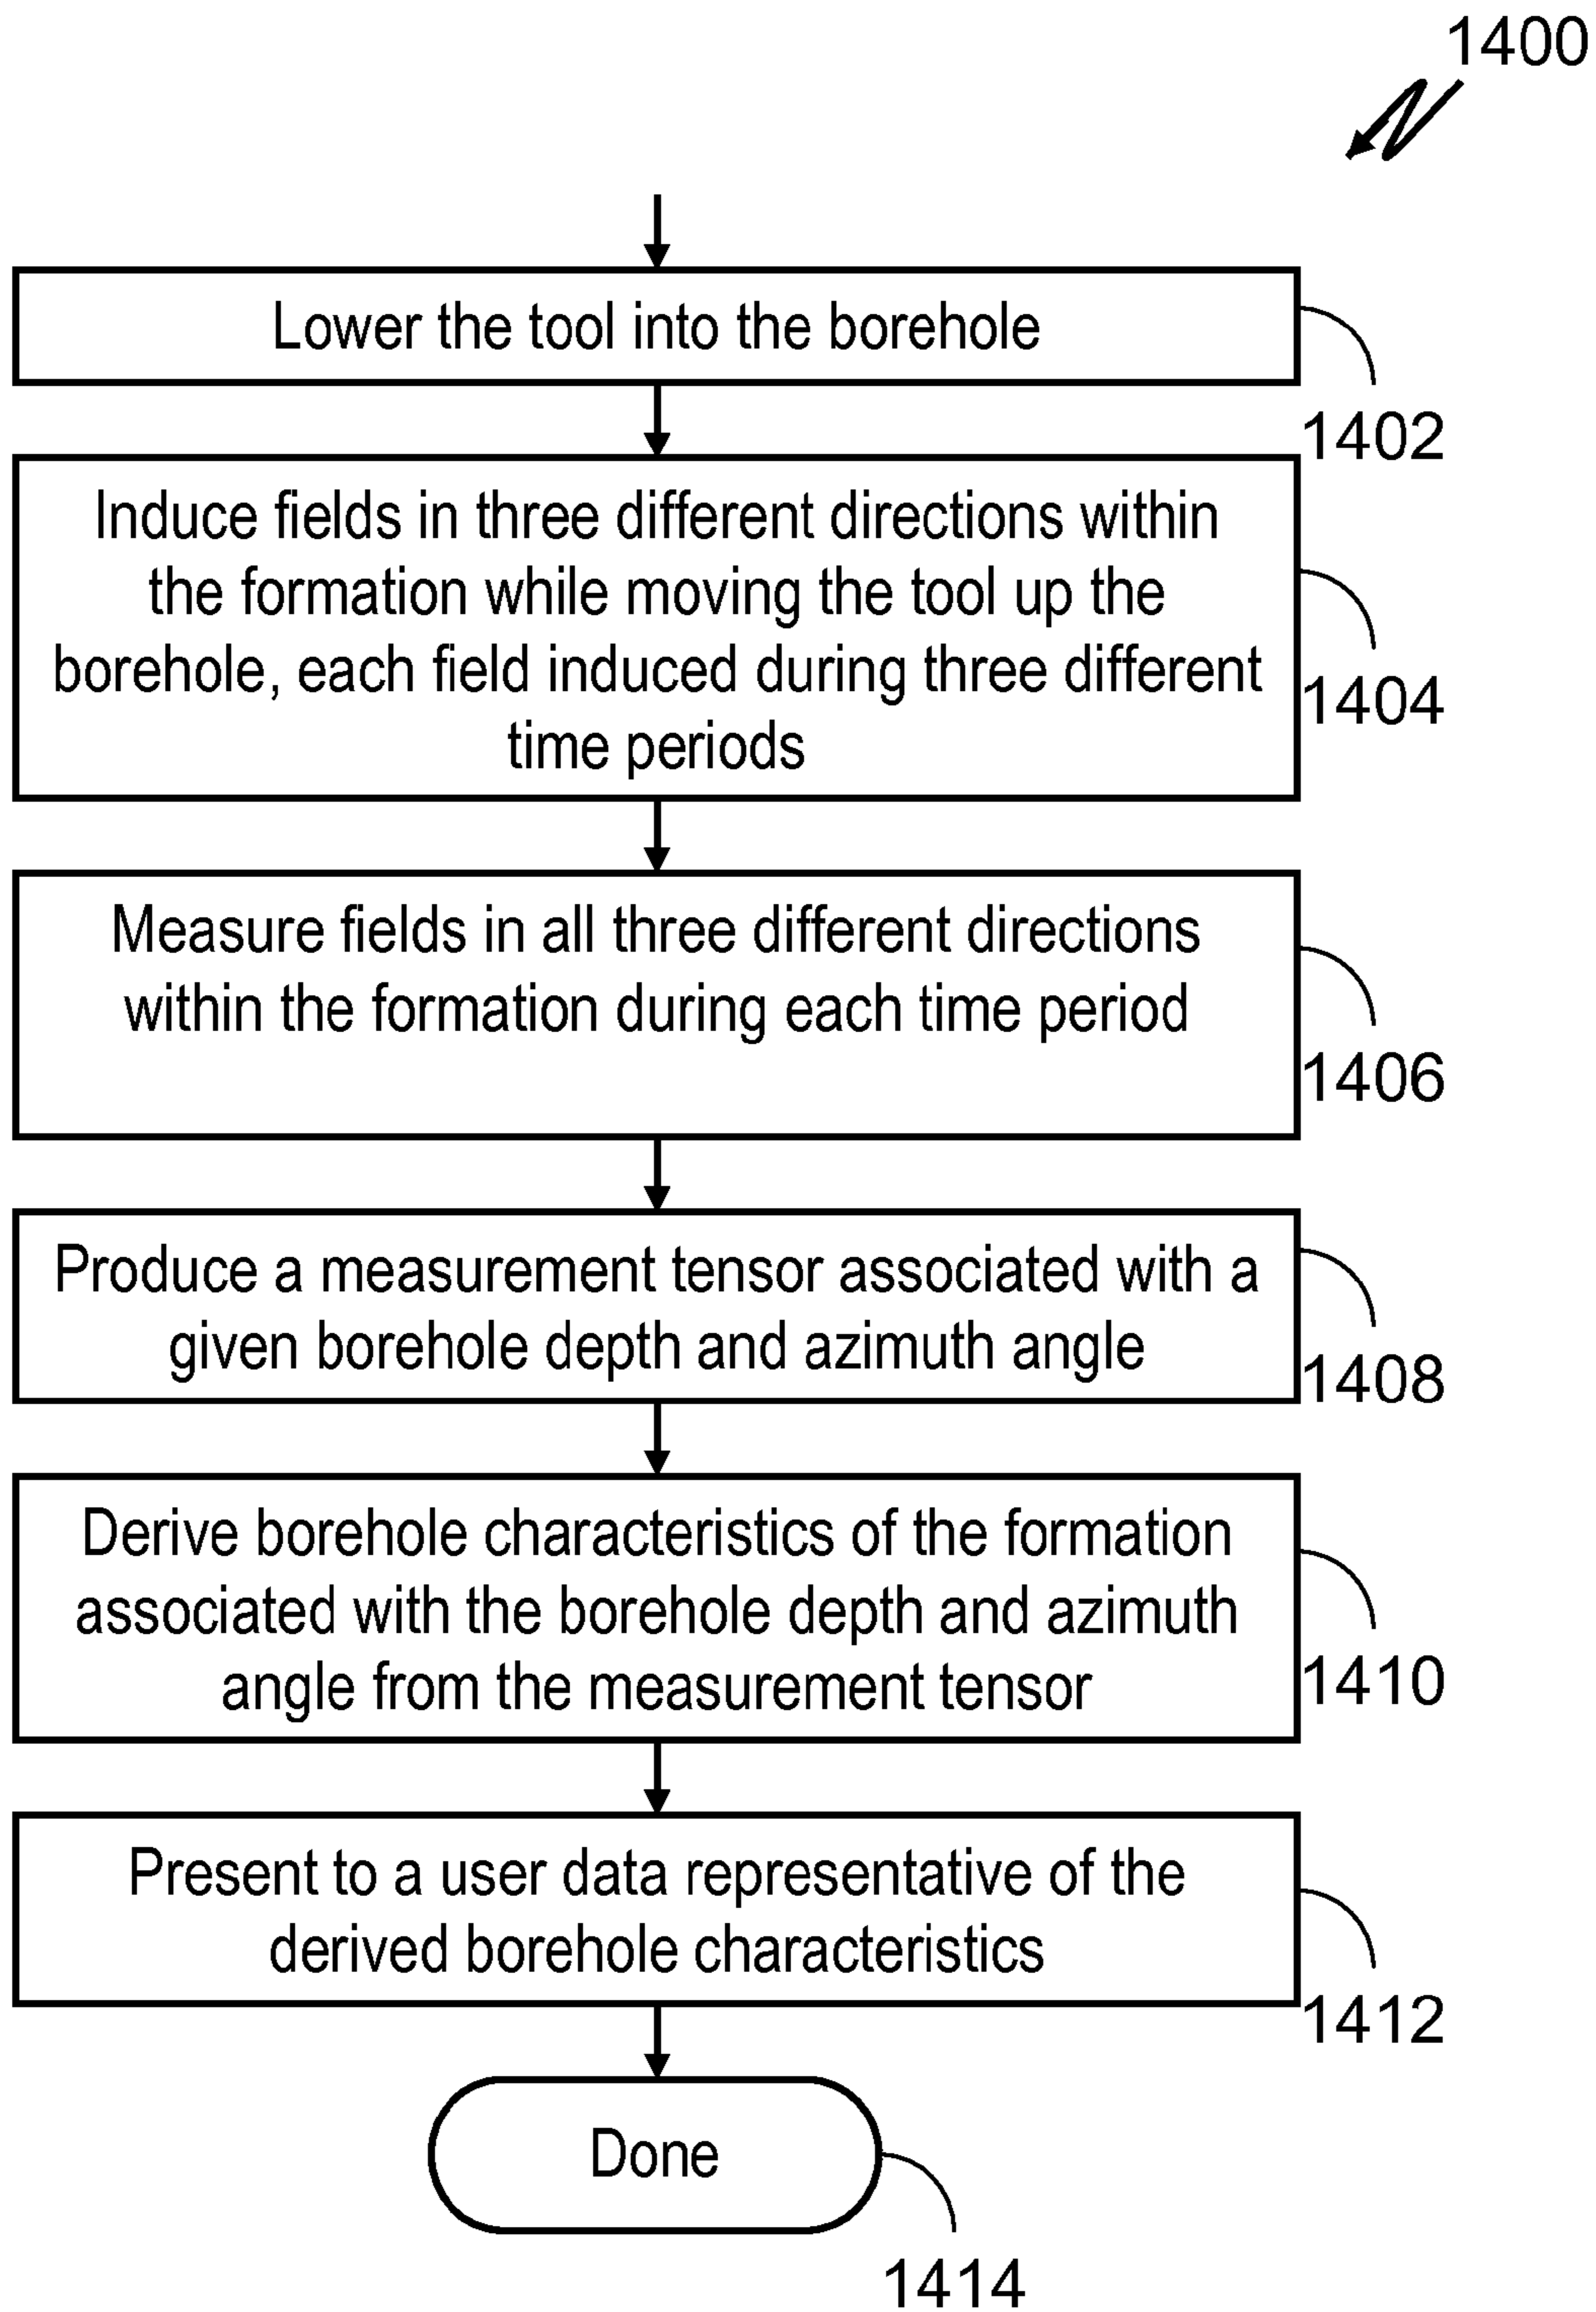 1400
Lower the tool into the borehole
1402
Induce fields in three different directions within
the formation while moving the tool up the
borehole, each field induced during three different
time periods
1404
Measure fields in all three different directions
within the formation during each time period
1406
Produce a measurement tensor associated with a
given borehole depth and azimuth angle
1408
Derive borehole characteristics of the formation
associated with the borehole depth and azimuth
angle from the measurement tensor
1410
Present to a user data representative of the
derived borehole characteristics
1412
Done
1414